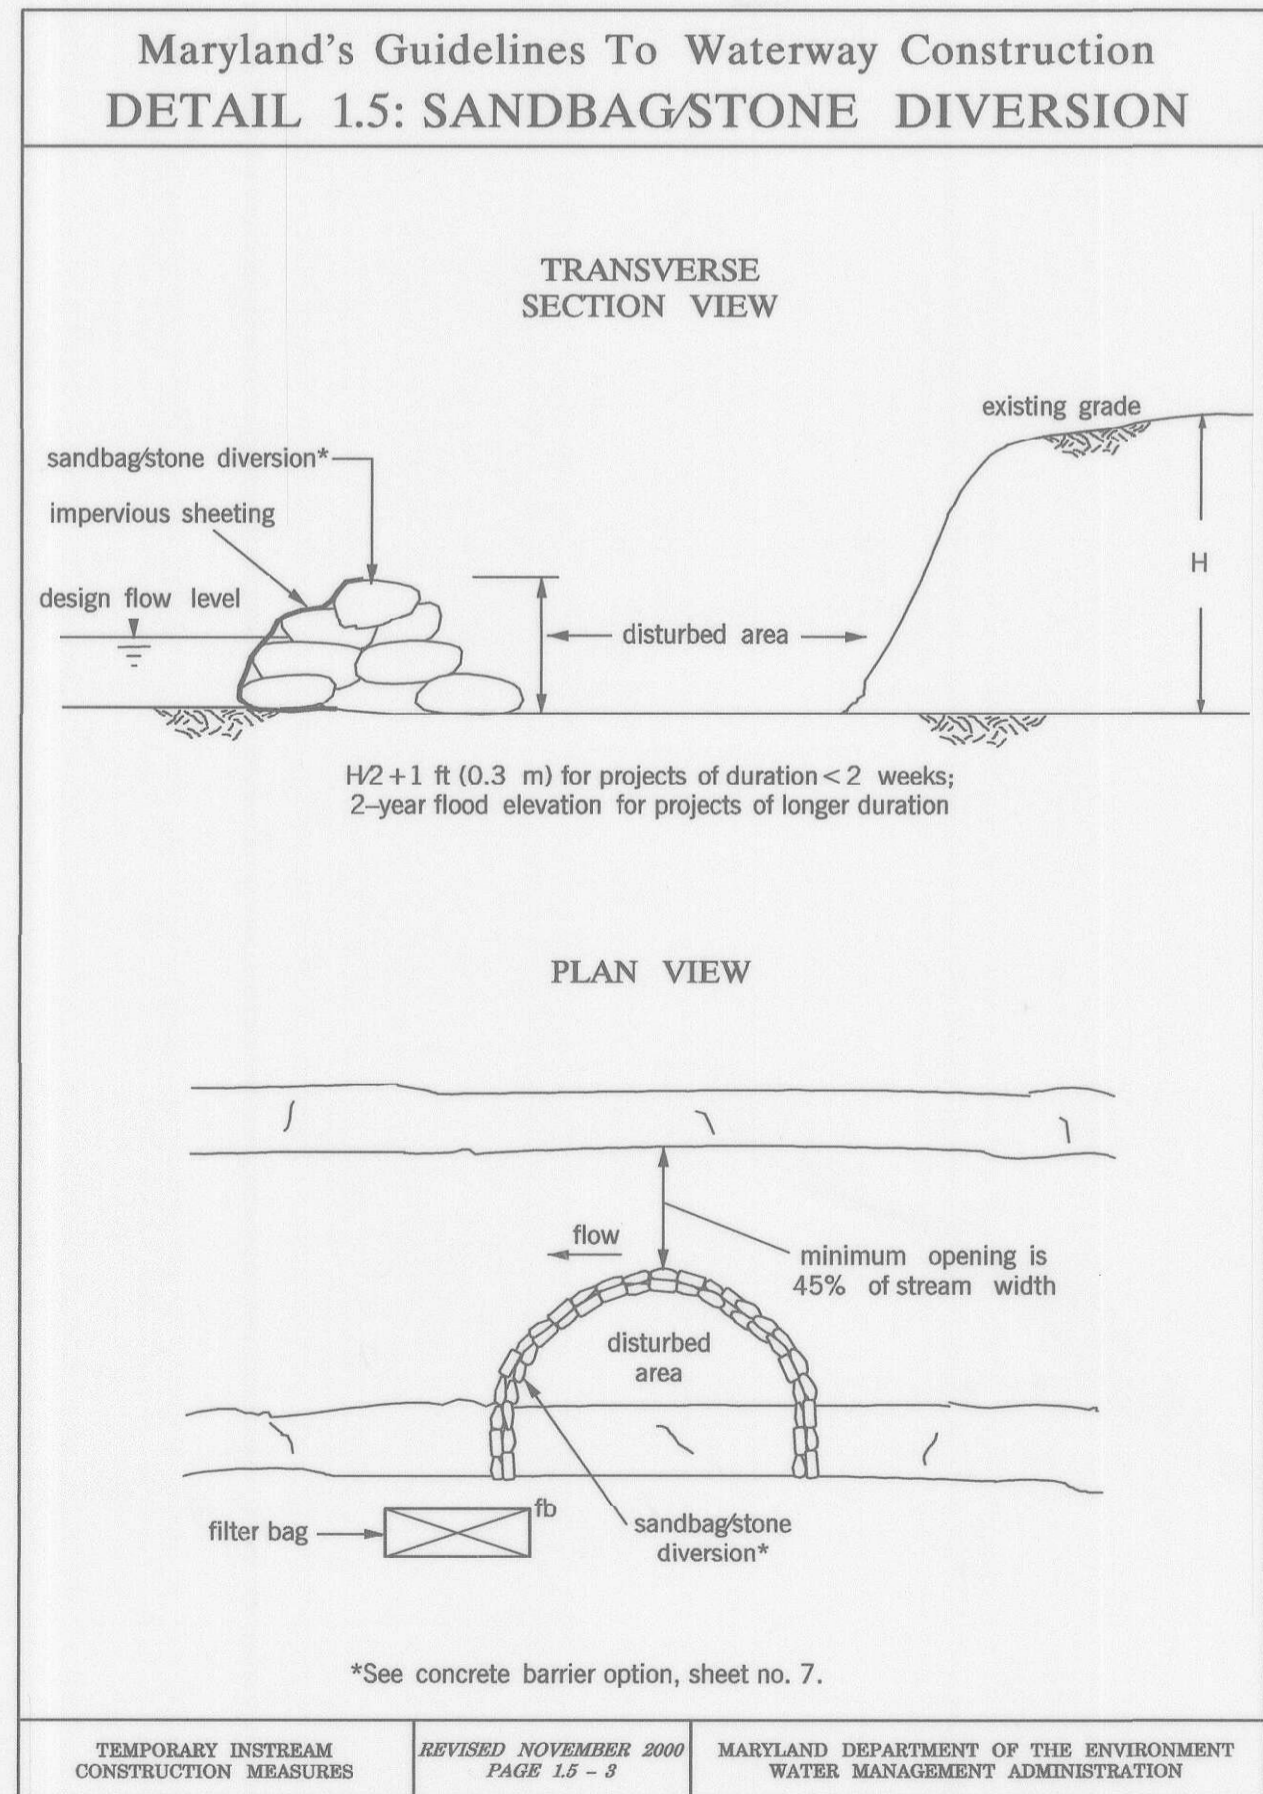 Maryland's Guidelines To Waterway Construction
DETAIL 1.5: SANDBAG/STONE DIVERSION
TRANSVERSE
SECTION VIEW
existing grade
sandbag/stone diversion*
impervious sheeting
design flow level
H
disturbed area
H/2+1 ft (0.3 m) for projects of duration < 2 weeks;
2-year flood elevation for projects of longer duration
PLAN VIEW
flow
minimum opening is
45% of stream width
disturbed
area
fb
filter bag
sandbag/stone
diversion*
*See concrete barrier option, sheet no. 7.
TEMPORARY INSTREAM
CONSTRUCTION MEASURES
REVISED NOVEMBER 2000
PAGE 1.5 - 3
MARYLAND DEPARTMENT OF THE ENVIRONMENT
WATER MANAGEMENT ADMINISTRATION